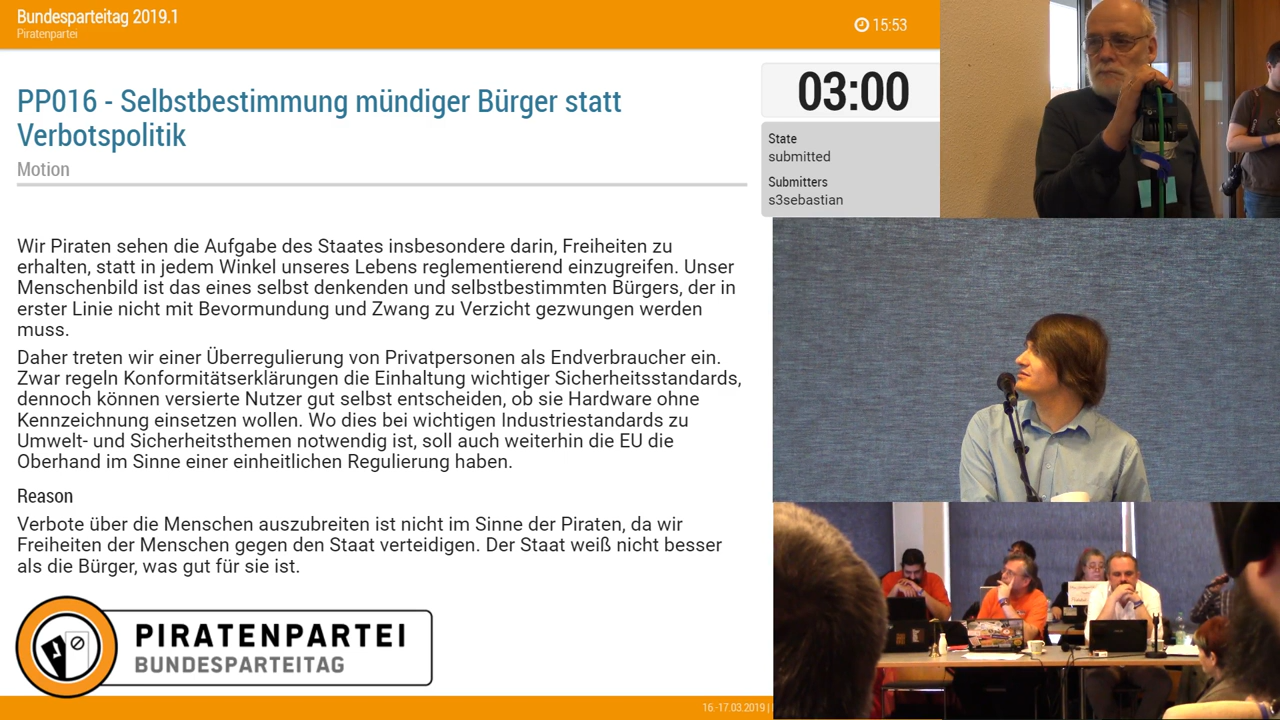 Bundesparteitag 2019.1
Piratenpartei
15:53
PP016 - Selbstbestimmung mündiger Bürger statt
Verbotspolitik
Motion
03:00
State
submitted
Submitters
s3sebastian
Wir Piraten sehen die Aufgabe des Staates insbesondere darin, Freiheiten zu
erhalten, statt in jedem Winkel unseres Lebens reglementierend einzugreifen. Unser
Menschenbild ist das eines selbst denkenden und selbstbestimmten Bürgers, der in
erster Linie nicht mit Bevormundung und Zwang zu Verzicht gezwungen werden
muss.
Daher treten wir einer Überregulierung von Privatpersonen als Endverbraucher ein.
Zwar regeln Konformitätserklärungen die Einhaltung wichtiger Sicherheitsstandards,
dennoch können versierte Nutzer gut selbst entscheiden, ob sie Hardware ohne
Kennzeichnung einsetzen wollen. Wo dies bei wichtigen Industriestandards zu
Umwelt- und Sicherheitsthemen notwendig ist, soll auch weiterhin die EU die
Oberhand im Sinne einer einheitlichen Regulierung haben.
Reason
Verbote über die Menschen auszubreiten ist nicht im Sinne der Piraten, da wir
Freiheiten der Menschen gegen den Staat verteidigen. Der Staat weiß nicht besser
als die Bürger, was gut für sie ist.
PIRATENPARTEI
BUNDESPARTEITAG
16.-17.03.2019 |